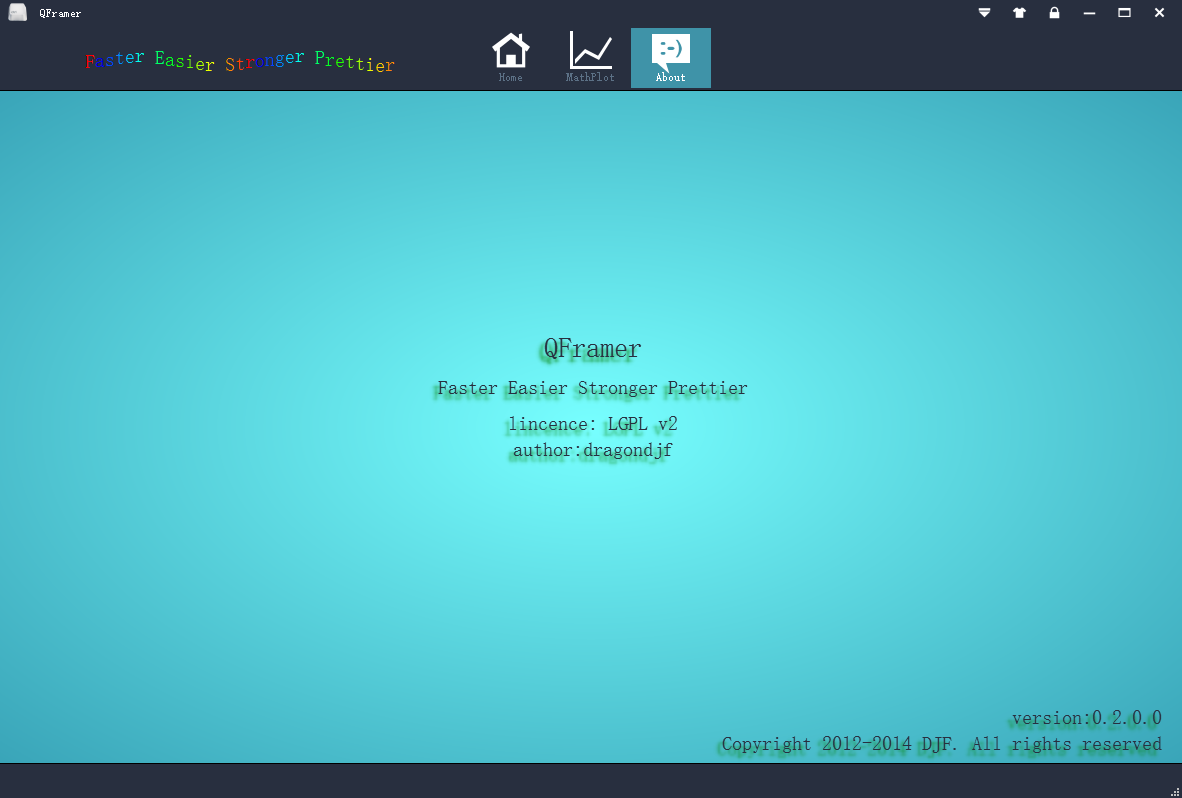 QFramer
Faster Easier Stronger Prettier
Home
MathPlot
:-)
About
QFramer
Faster Easier Stronger Prettier
lincence: LGPL v2
author:dragondjf
version:0.2.0.0
Copyright 2012-2014 DJF. All rights reserved